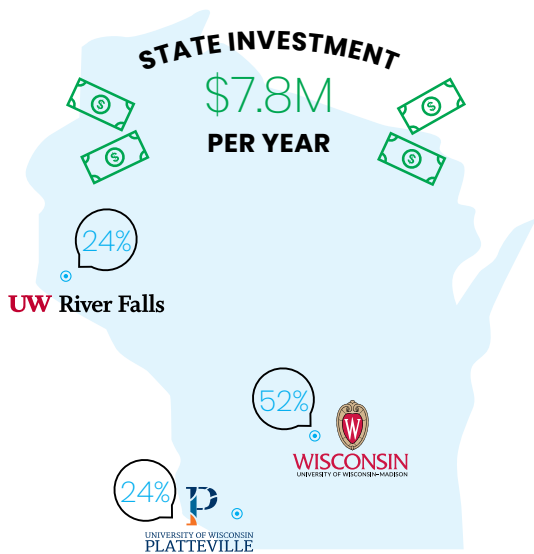 STATE INVESTMENT
$7.8M
PER YEAR
$
$
$
$
24%
UW River Falls
52%
W
WISCONSIN
UNIVERSITY OF WISCONSIN–MADISON
24%
P
UNIVERSITY OF WISCONSIN
PLATTEVILLE